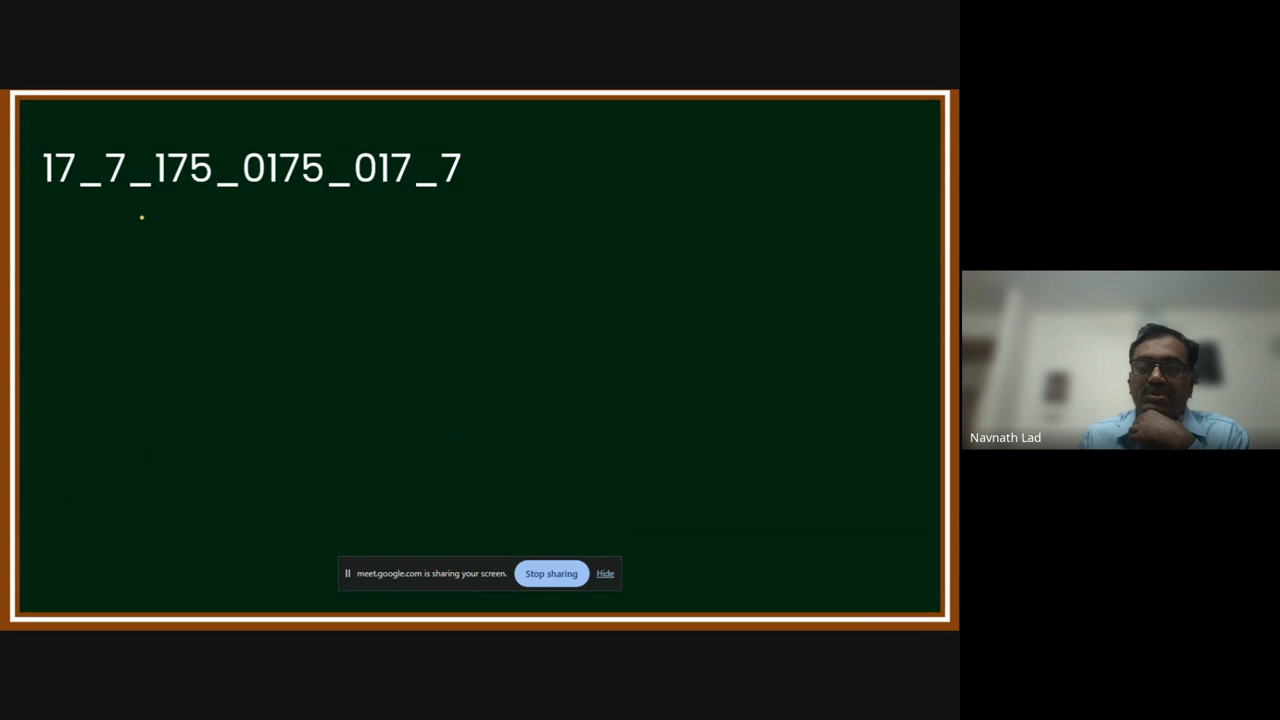 17_7_175_0175_017_7
meet.google.com is sharing your screen. Stop sharing Hide
Navnath Lad